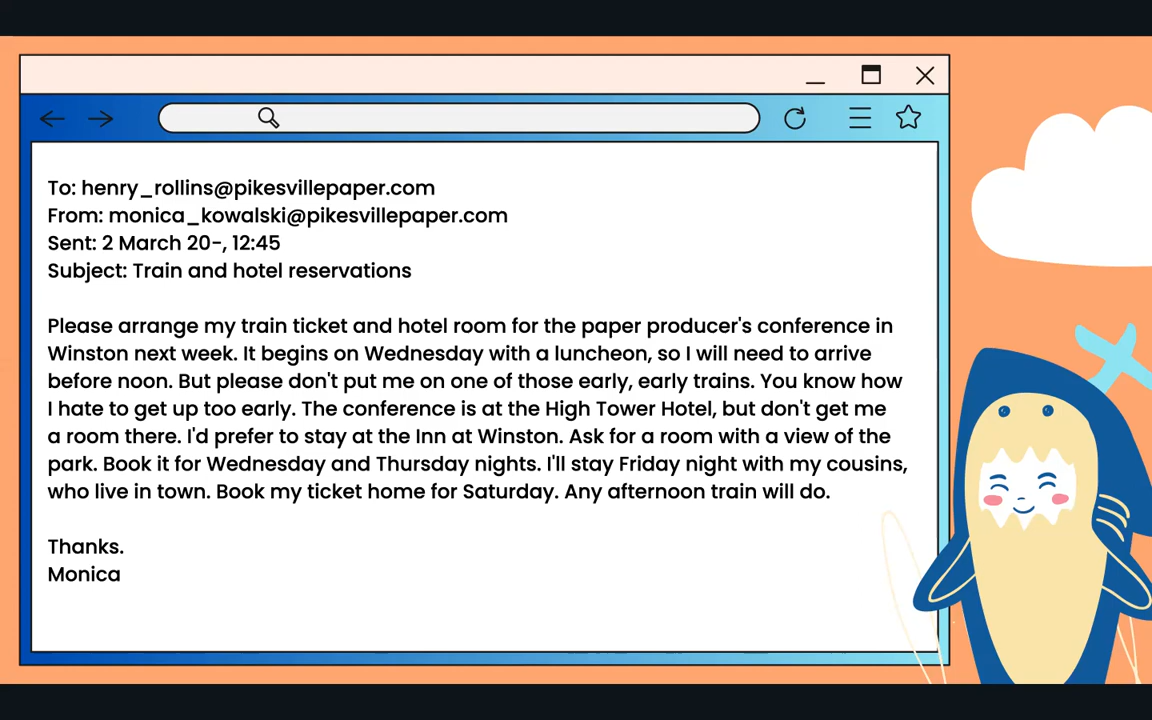 To: henry_rollins@pikesvillepaper.com
From: monica_kowalski@pikesvillepaper.com
Sent: 2 March 20-, 12:45
Subject: Train and hotel reservations
Please arrange my train ticket and hotel room for the paper producer's conference in
Winston next week. It begins on Wednesday with a luncheon, so I will need to arrive
before noon. But please don't put me on one of those early, early trains. You know how
I hate to get up too early. The conference is at the High Tower Hotel, but don't get me
a room there. I'd prefer to stay at the Inn at Winston. Ask for a room with a view of the
park. Book it for Wednesday and Thursday nights. I'll stay Friday night with my cousins,
who live in town. Book my ticket home for Saturday. Any afternoon train will do.
Thanks.
Monica